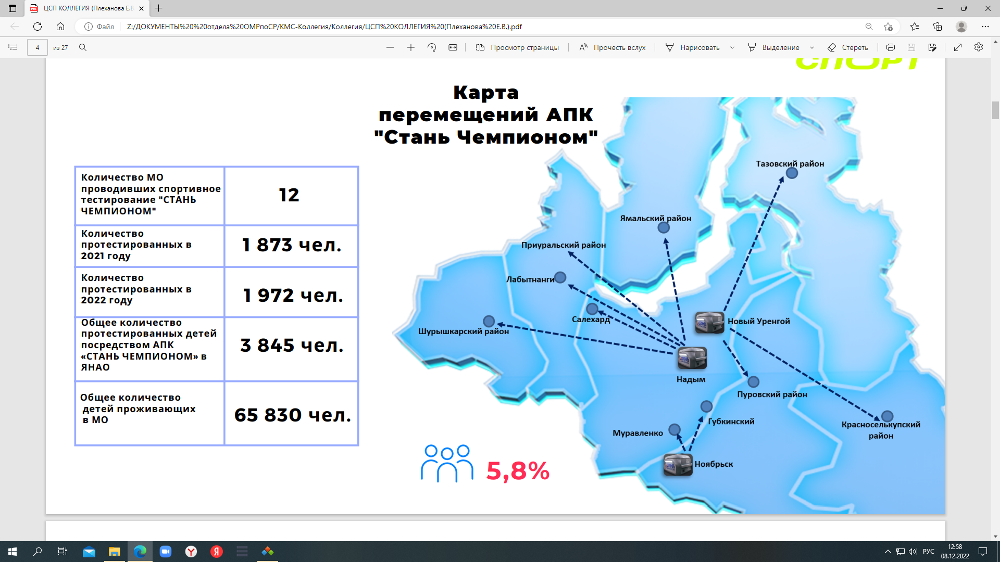 ЦСП КОЛЛЕГИЯ (Плеханова Е.В
Файл
Z:/ДОКУМЕНТЫ%20%20отдела%20ОМРпоСР/КМС-Коллегия/Коллегия/ЦСП%20КОЛЛЕГИЯ%20(Плеханова%20Е.В.).pdf
4 из 27
Просмотр страницы
Прочесть вслух
Нарисовать
Выделение
Стереть
СПОРТ
Карта
перемещений АПК
"Стань Чемпионом"
Количество МО
проводивших спортивное
тестирование "СТАНЬ
ЧЕМПИОНОМ"
12
Количество
протестированных в
2021 году
1 873 чел.
Количество
протестированных в
2022 году
1 972 чел.
Общее количество
протестированных детей
посредством АПК
«СТАНЬ ЧЕМПИОНОМ» в
ЯНАО
3 845 чел.
Общее количество
детей проживающих
в МО
65 830 чел.
5,8%
Тазовский район
Ямальский район
Приуральский район
Лабытнанги
Салехард
Шурышкарский район
Новый Уренгой
Надым
Пуровский район
Губкинский
Муравленко
Красноселькупский
район
Ноябрьск
РУС
12:58
08.12.2022